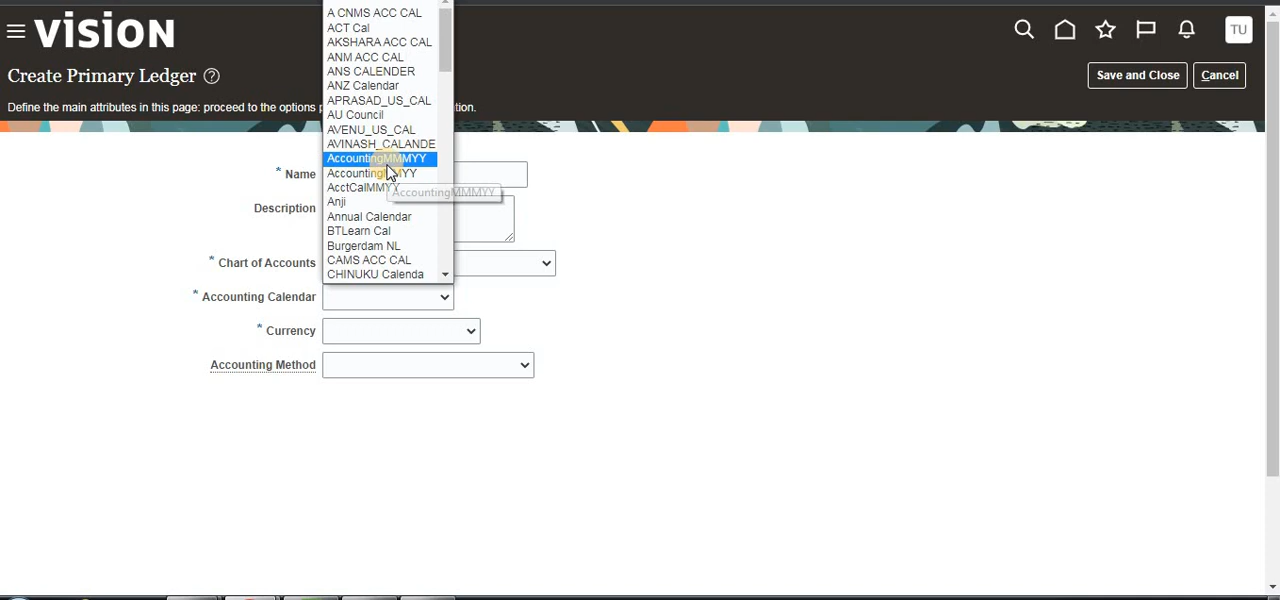 VISION
TU
Create Primary Ledger ?
Save and Close
Cancel
Define the main attributes in this page: proceed to the options
tion.
A CNMS ACC CAL
ACT Cal
AKSHARA ACC CAL
ANM ACC CAL
ANS CALENDER
ANZ Calendar
APRASAD_US_CAL
AU Council
AVENU_US_CAL
AVINASH_CALANDE
AccountingMMMYY
AcctCalMMYY
AccountingMMMYY
Anji
Annual Calendar
BTLearn Cal
Burgerdam NL
CAMS ACC CAL
CHINUKU Calenda
* Name
Description
* Chart of Accounts
* Accounting Calendar
* Currency
Accounting Method